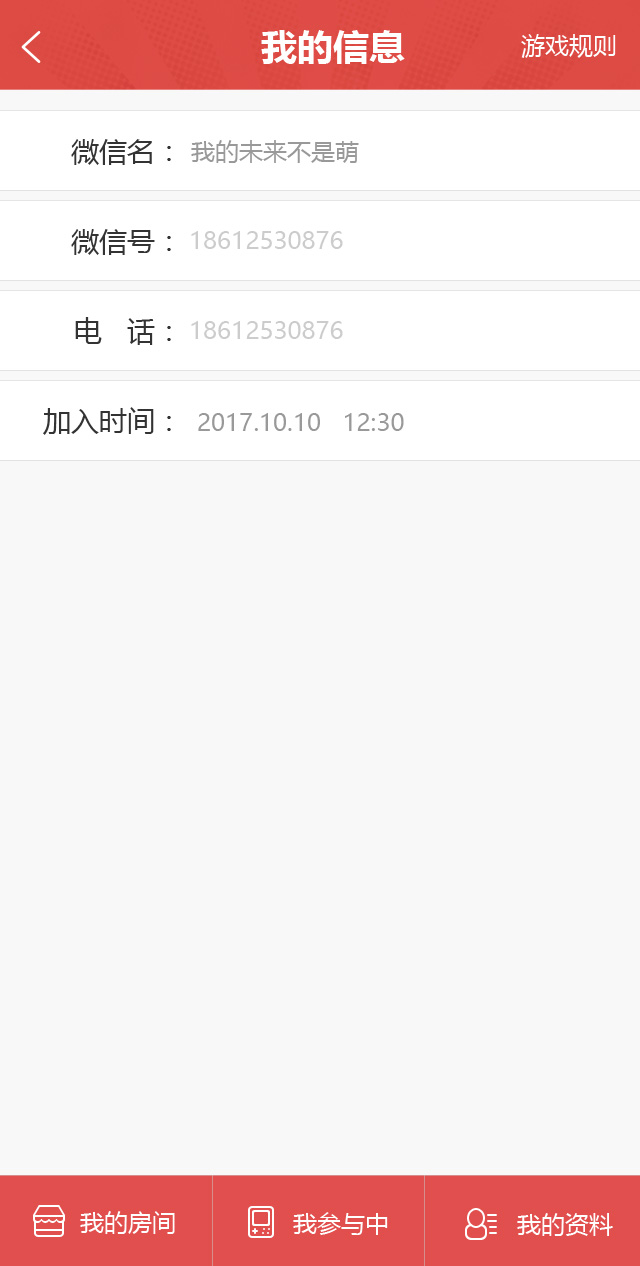 我的信息 游戏规则
微信名： 我的未来不是萌
微信号： 18612530876
电 话： 18612530876
加入时间： 2017.10.10 12:30
我的房间 我参与中 我的资料